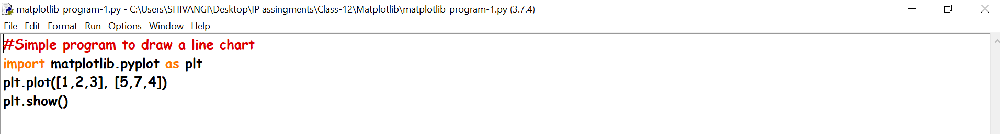 matplotlib_program-1.py - C:\Users\SHIVANGI\Desktop\IP assingments\Class-12\Matplotlib\matplotlib_program-1.py (3.7.4)
File Edit Format Run Options Window Help
#Simple program to draw a line chart
import matplotlib.pyplot as plt
plt.plot([1,2,3], [5,7,4])
plt.show()